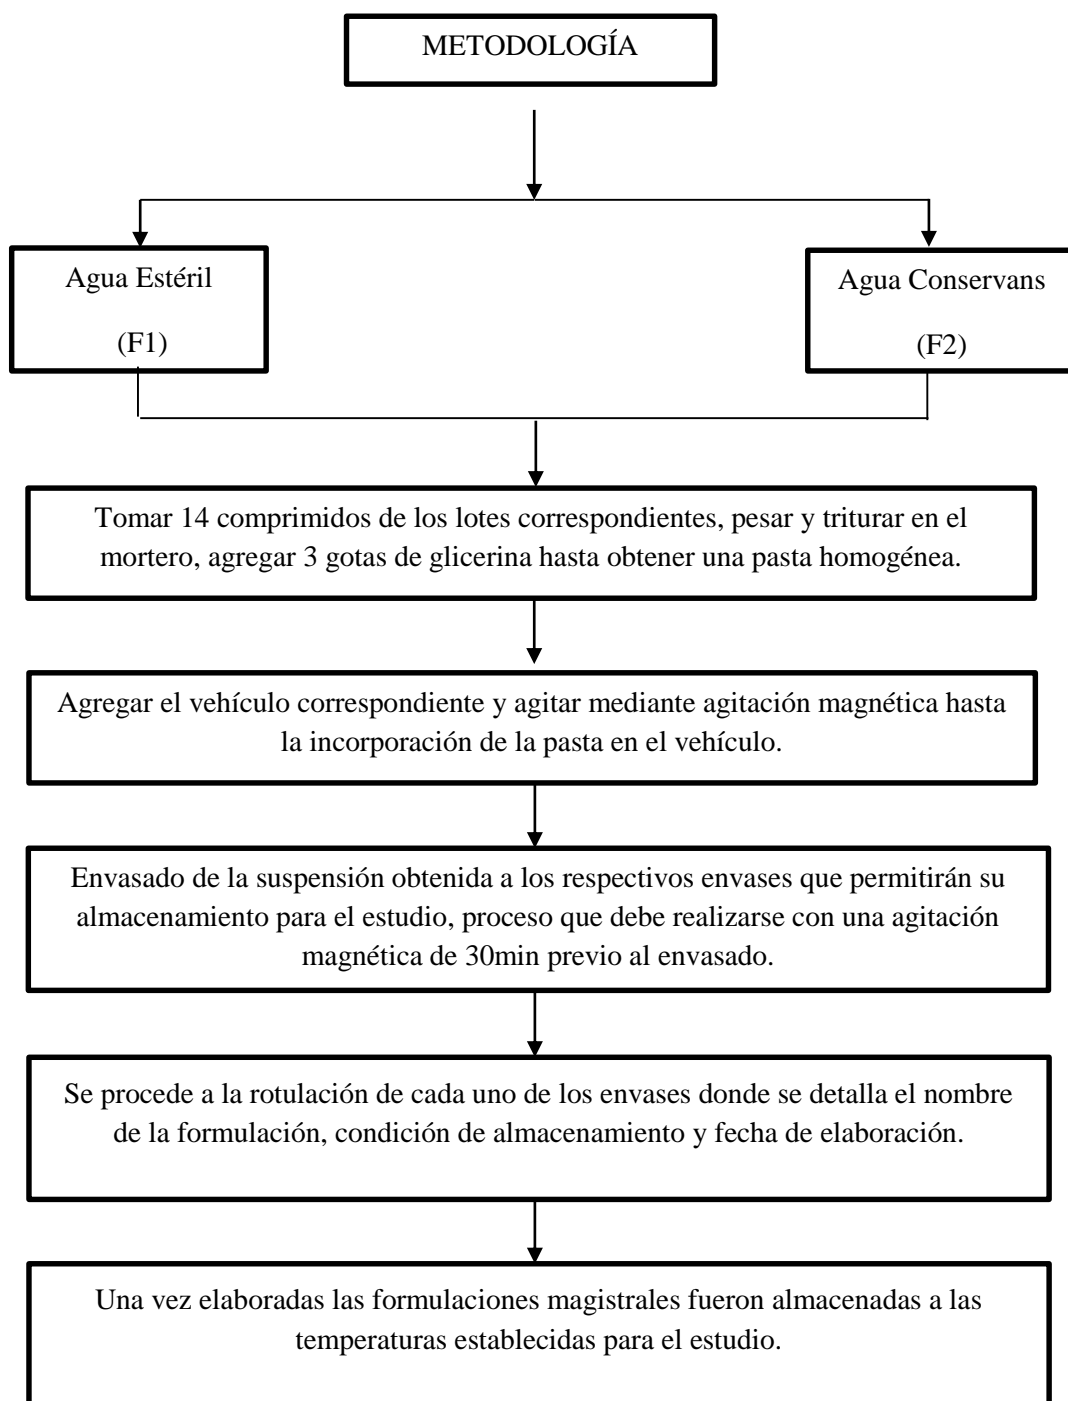 METODOLOGÍA
Agua Estéril
(F1)
Agua Conservans
(F2)
Tomar 14 comprimidos de los lotes correspondientes, pesar y triturar en el
mortero, agregar 3 gotas de glicerina hasta obtener una pasta homogénea.
Agregar el vehículo correspondiente y agitar mediante agitación magnética hasta
la incorporación de la pasta en el vehículo.
Envasado de la suspensión obtenida a los respectivos envases que permitirán su
almacenamiento para el estudio, proceso que debe realizarse con una agitación
magnética de 30min previo al envasado.
Se procede a la rotulación de cada uno de los envases donde se detalla el nombre
de la formulación, condición de almacenamiento y fecha de elaboración.
Una vez elaboradas las formulaciones magistrales fueron almacenadas a las
temperaturas establecidas para el estudio.